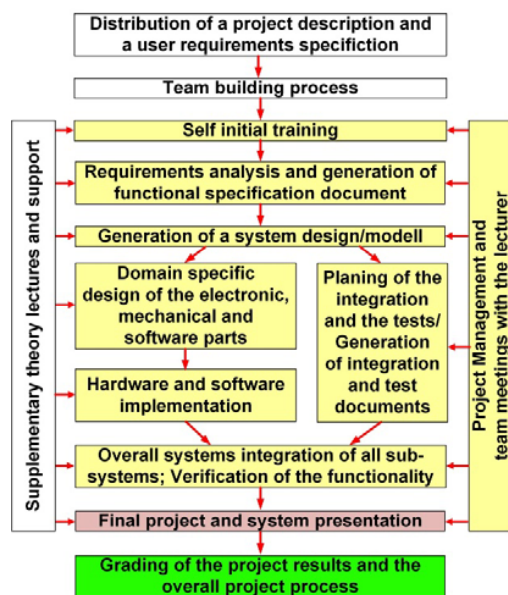 Distribution of a project description and
a user requirements specifiction
Team building process
Self initial training
Requirements analysis and generation of
functional specification document
Generation of a system design/modell
Domain specific
design of the electronic,
mechanical and
software parts
Planing of the
integration
and the tests/
Generation
of integration
and test
documents
Hardware and software
implementation
Overall systems integration of all sub-
systems; Verification of the functionality
Final project and system presentation
Grading of the project results and the
overall project process
Supplementary theory lectures and support
Project Management and
team meetings with the lecturer